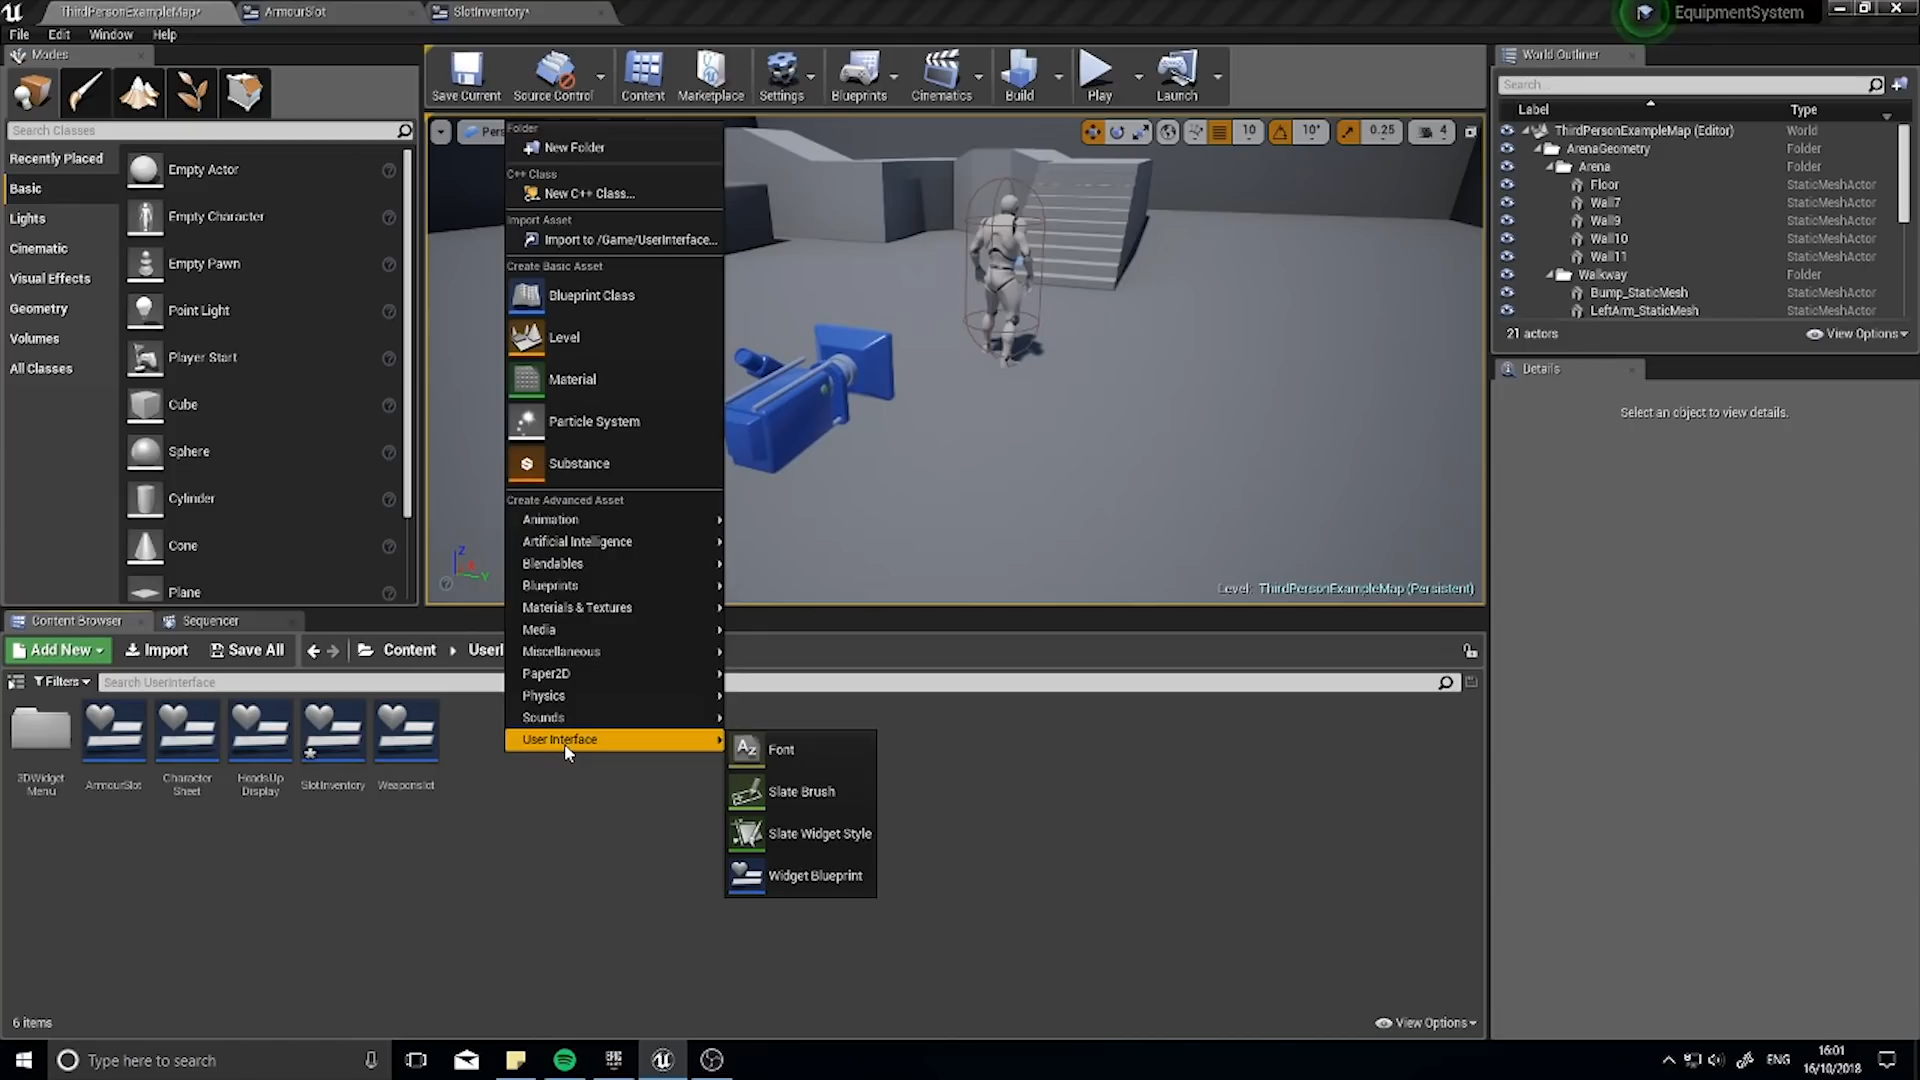 ThirdPersonExampleMap*
ArmourSlot
SlotInventory*
EquipmentSystem
File Edit Window Help
Modes
Search Classes
Recently Placed
Basic
Lights
Cinematic
Visual Effects
Geometry
Volumes
All Classes
Empty Actor
Empty Character
Empty Pawn
Point Light
Player Start
Cube
Sphere
Cylinder
Cone
Plane
Save Current
Source Control
Content
Marketplace
Settings
Blueprints
Cinematics
Build
Play
Launch
Pers
10
10°
0.25
4
Folder
New Folder
C++ Class
New C++ Class...
Import Asset
Import to /Game/UserInterface...
Create Basic Asset
Blueprint Class
Level
Material
Particle System
Substance
Create Advanced Asset
Animation
Artificial Intelligence
Blendables
Blueprints
Materials & Textures
Media
Miscellaneous
Paper2D
Physics
Sounds
User Interface
Font
Slate Brush
Slate Widget Style
Widget Blueprint
Z
X
Y
Level: ThirdPersonExampleMap (Persistent)
World Outliner
Search...
Label Type
ThirdPersonExampleMap (Editor) World
ArenaGeometry Folder
Arena Folder
Floor StaticMeshActor
Wall7 StaticMeshActor
Wall9 StaticMeshActor
Wall10 StaticMeshActor
Wall11 StaticMeshActor
Walkway Folder
Bump_StaticMesh StaticMeshActor
LeftArm_StaticMesh StaticMeshActor
21 actors
View Options
Details
Select an object to view details.
Content Browser
Sequencer
Add New
Import
Save All
Content
UserI
Filters
Search UserInterface
3DWidget
Menu
ArmourSlot
Character
Sheet
HeadsUp
Display
SlotInventory
Weaponslot
6 items
View Options
Type here to search
EPIC
ENG
16:01
16/10/2018